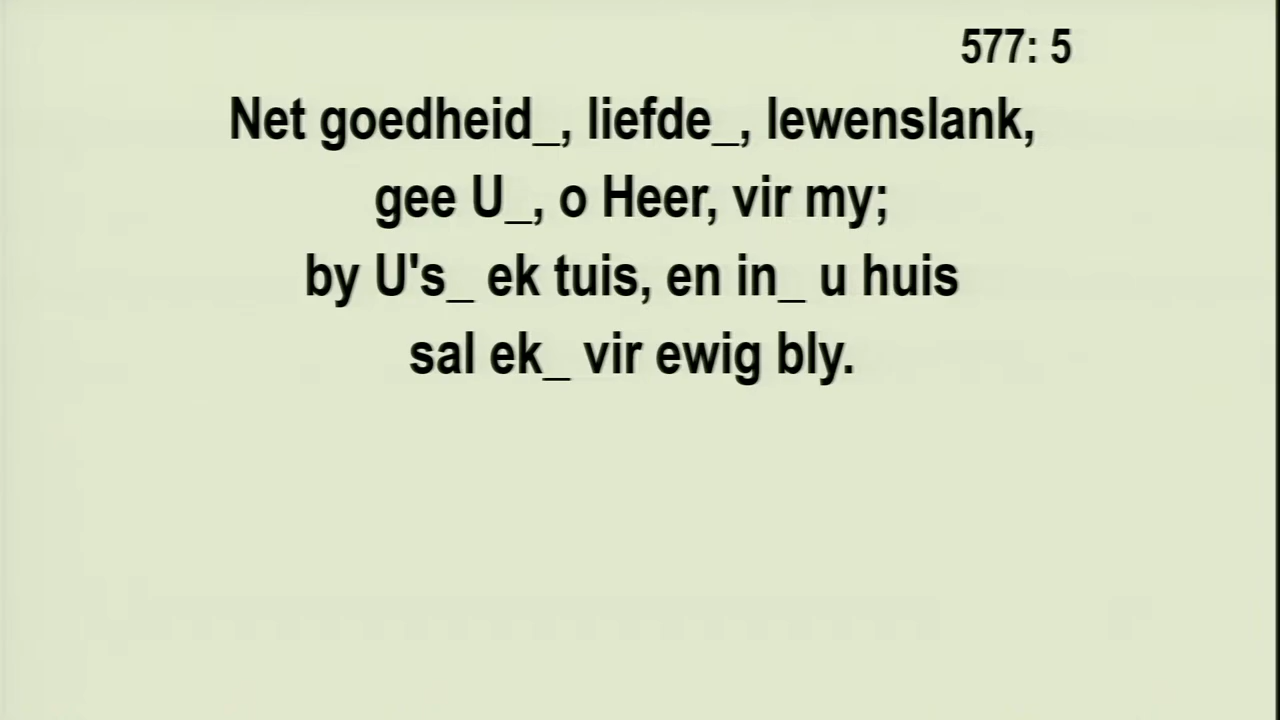 577: 5
Net goedheid_, liefde_, lewenslank,
gee U_, o Heer, vir my;
by U's_ ek tuis, en in_ u huis
sal ek_ vir ewig bly.